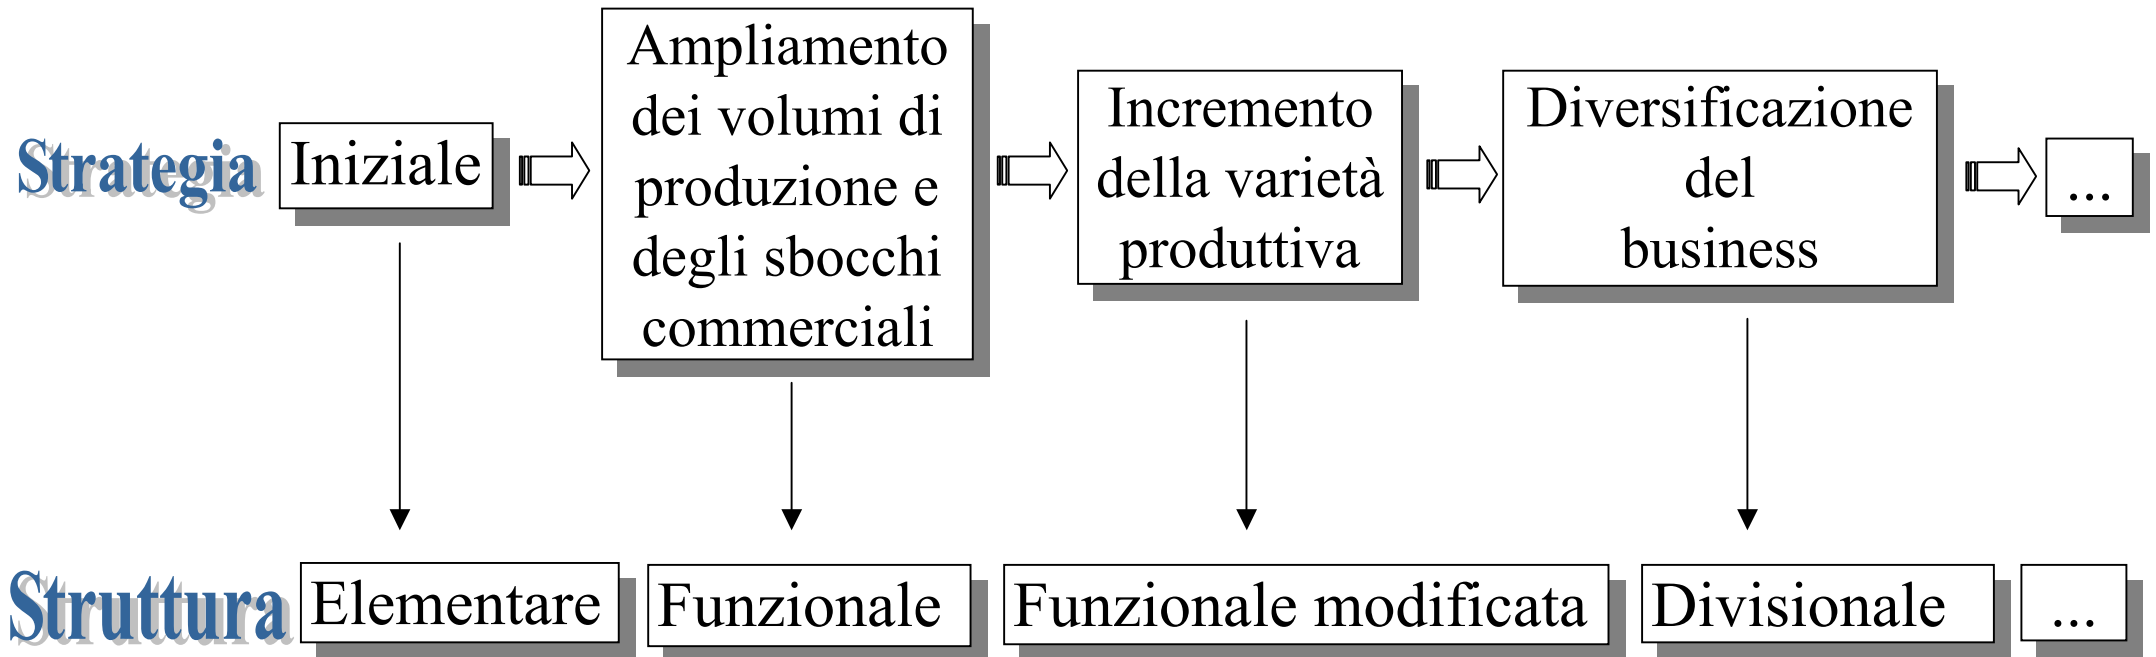 Strategia
Iniziale
Ampliamento
dei volumi di
produzione e
degli sbocchi
commerciali
Incremento
della varietà
produttiva
Diversificazione
del
business
...
Struttura
Elementare
Funzionale
Funzionale modificata
Divisionale
...